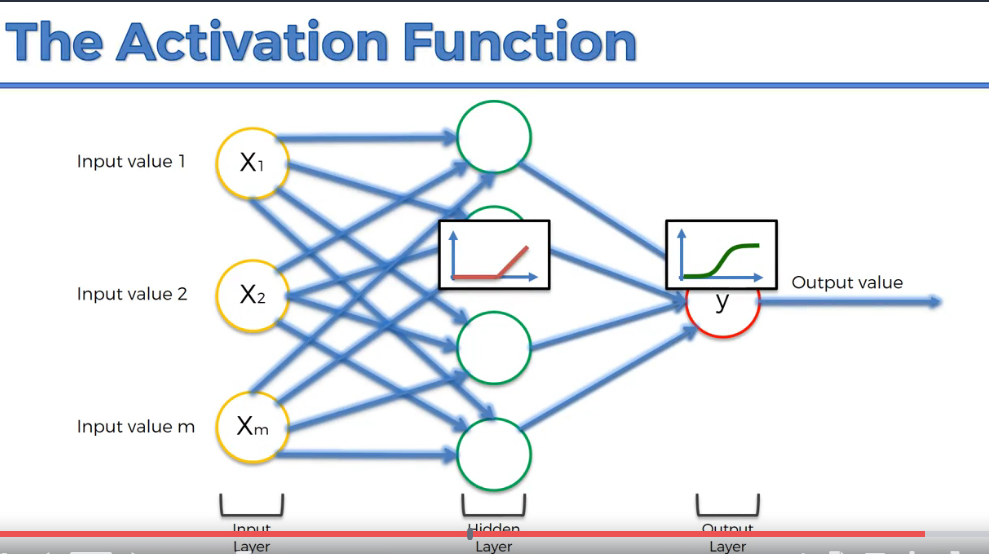 The Activation Function
Input value 1
X1
Input value 2
X2
Input value m
Xm
y
Output value
Input
Layer
Hidden
Layer
Output
Layer